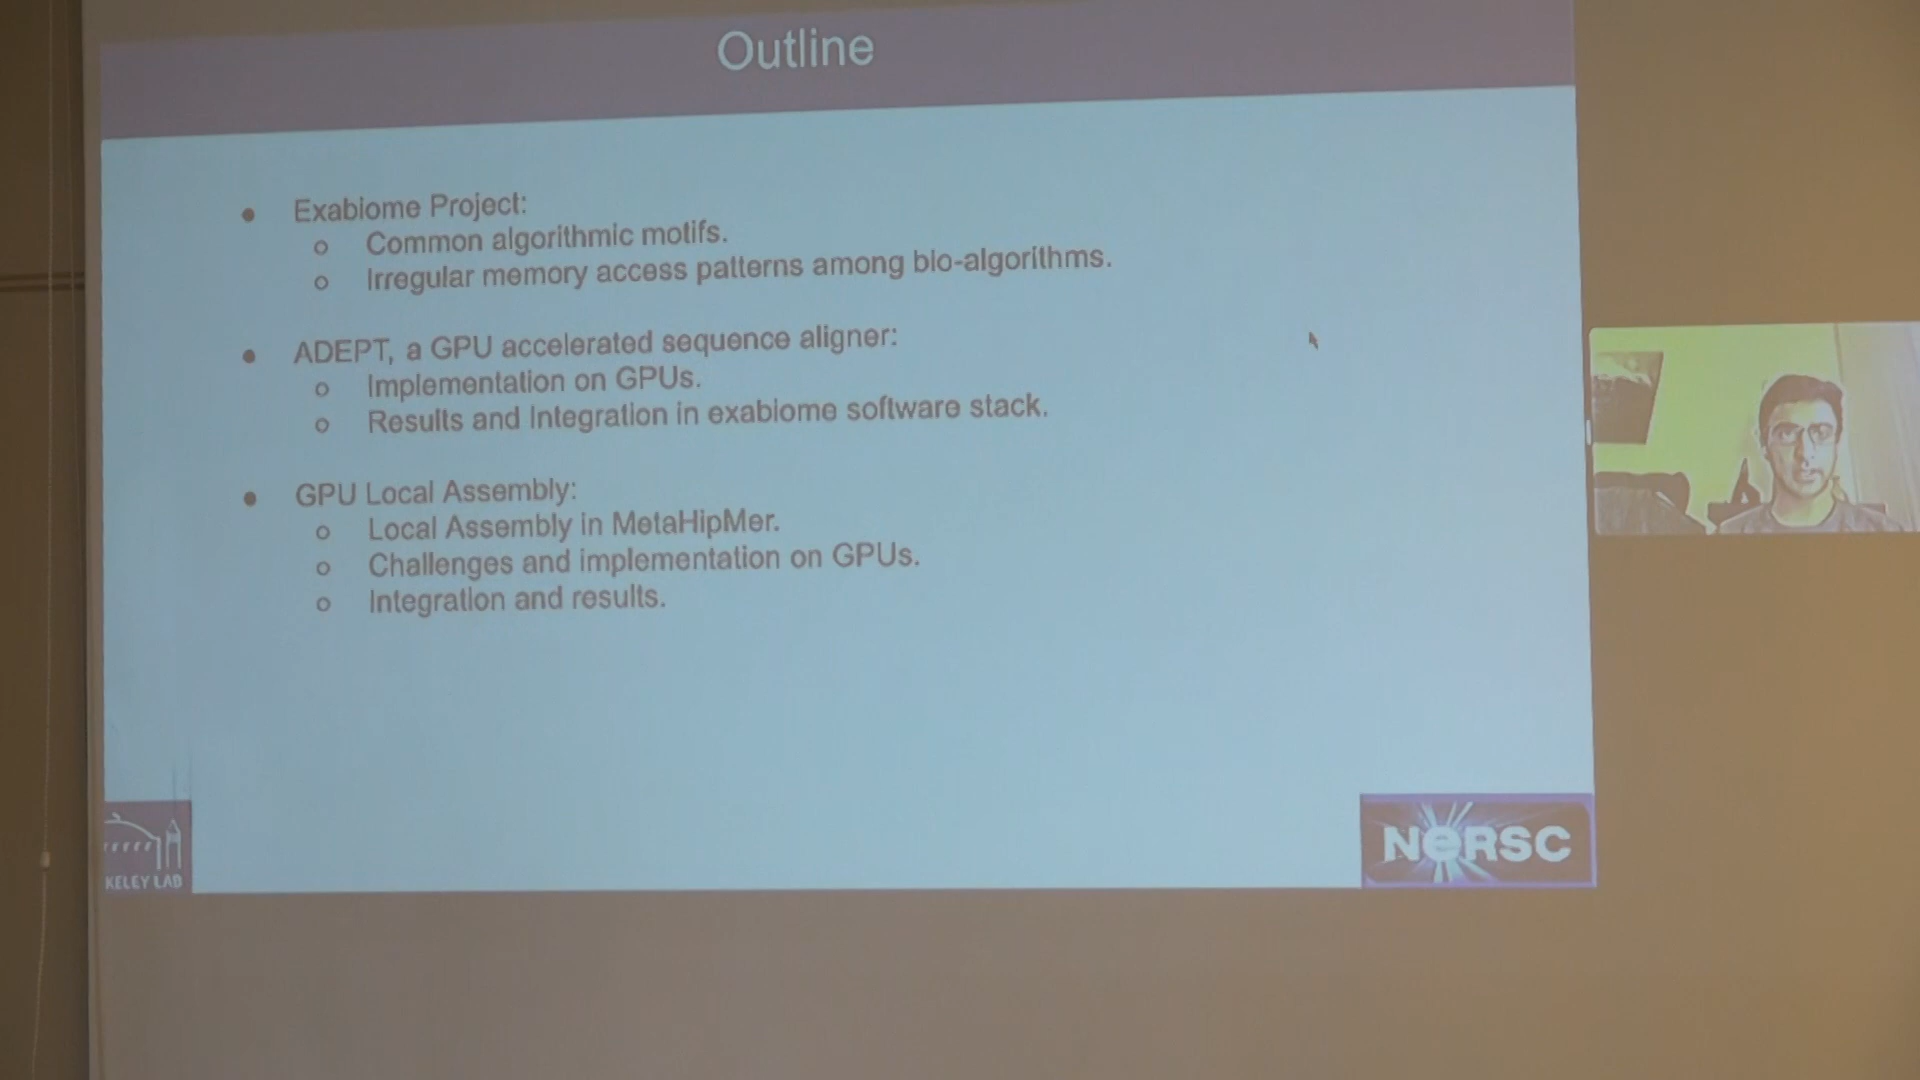 Outline
● Exabiome Project:
o Common algorithmic motifs.
o Irregular memory access patterns among bio-algorithms.
● ADEPT, a GPU accelerated sequence aligner:
o Implementation on GPUs.
o Results and Integration in exabiome software stack.
● GPU Local Assembly:
o Local Assembly in MetaHipMer.
o Challenges and implementation on GPUs.
o Integration and results.
KELEY LAB
NERSC